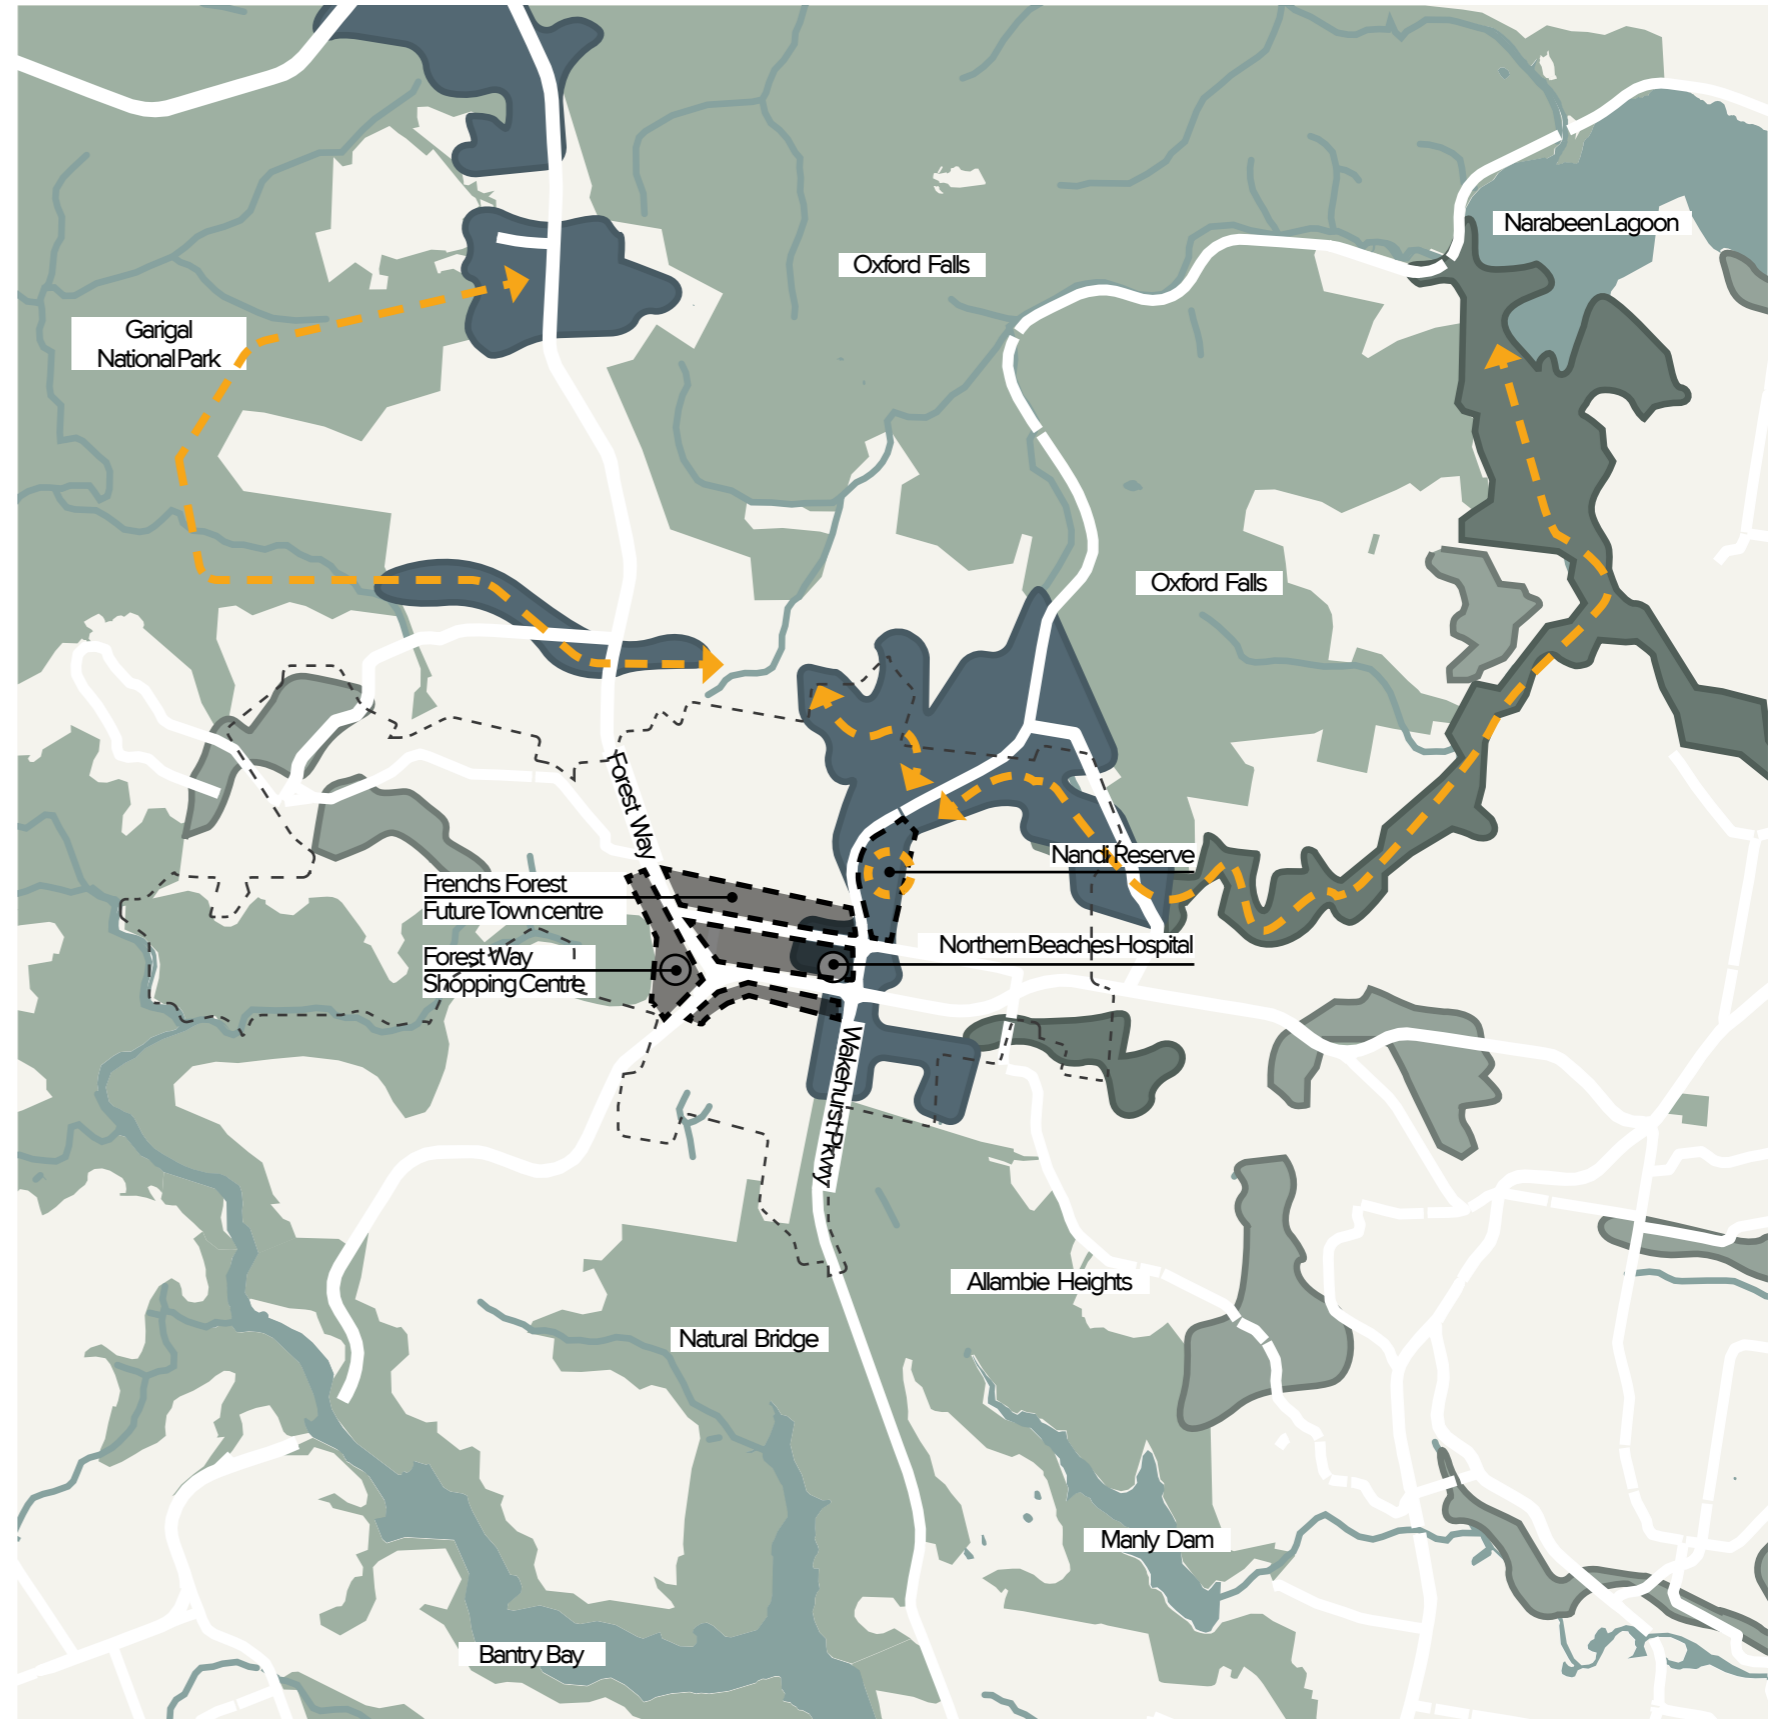 Narabeen Lagoon
Oxford Falls
Garigal
National Park
Oxford Falls
Forest Way
Nandi Reserve
Frenchs Forest
Future Town centre
Northern Beaches Hospital
Forest Way
Shopping Centre
Wakehurst Pkwy
Allambie Heights
Natural Bridge
Manly Dam
Bantry Bay